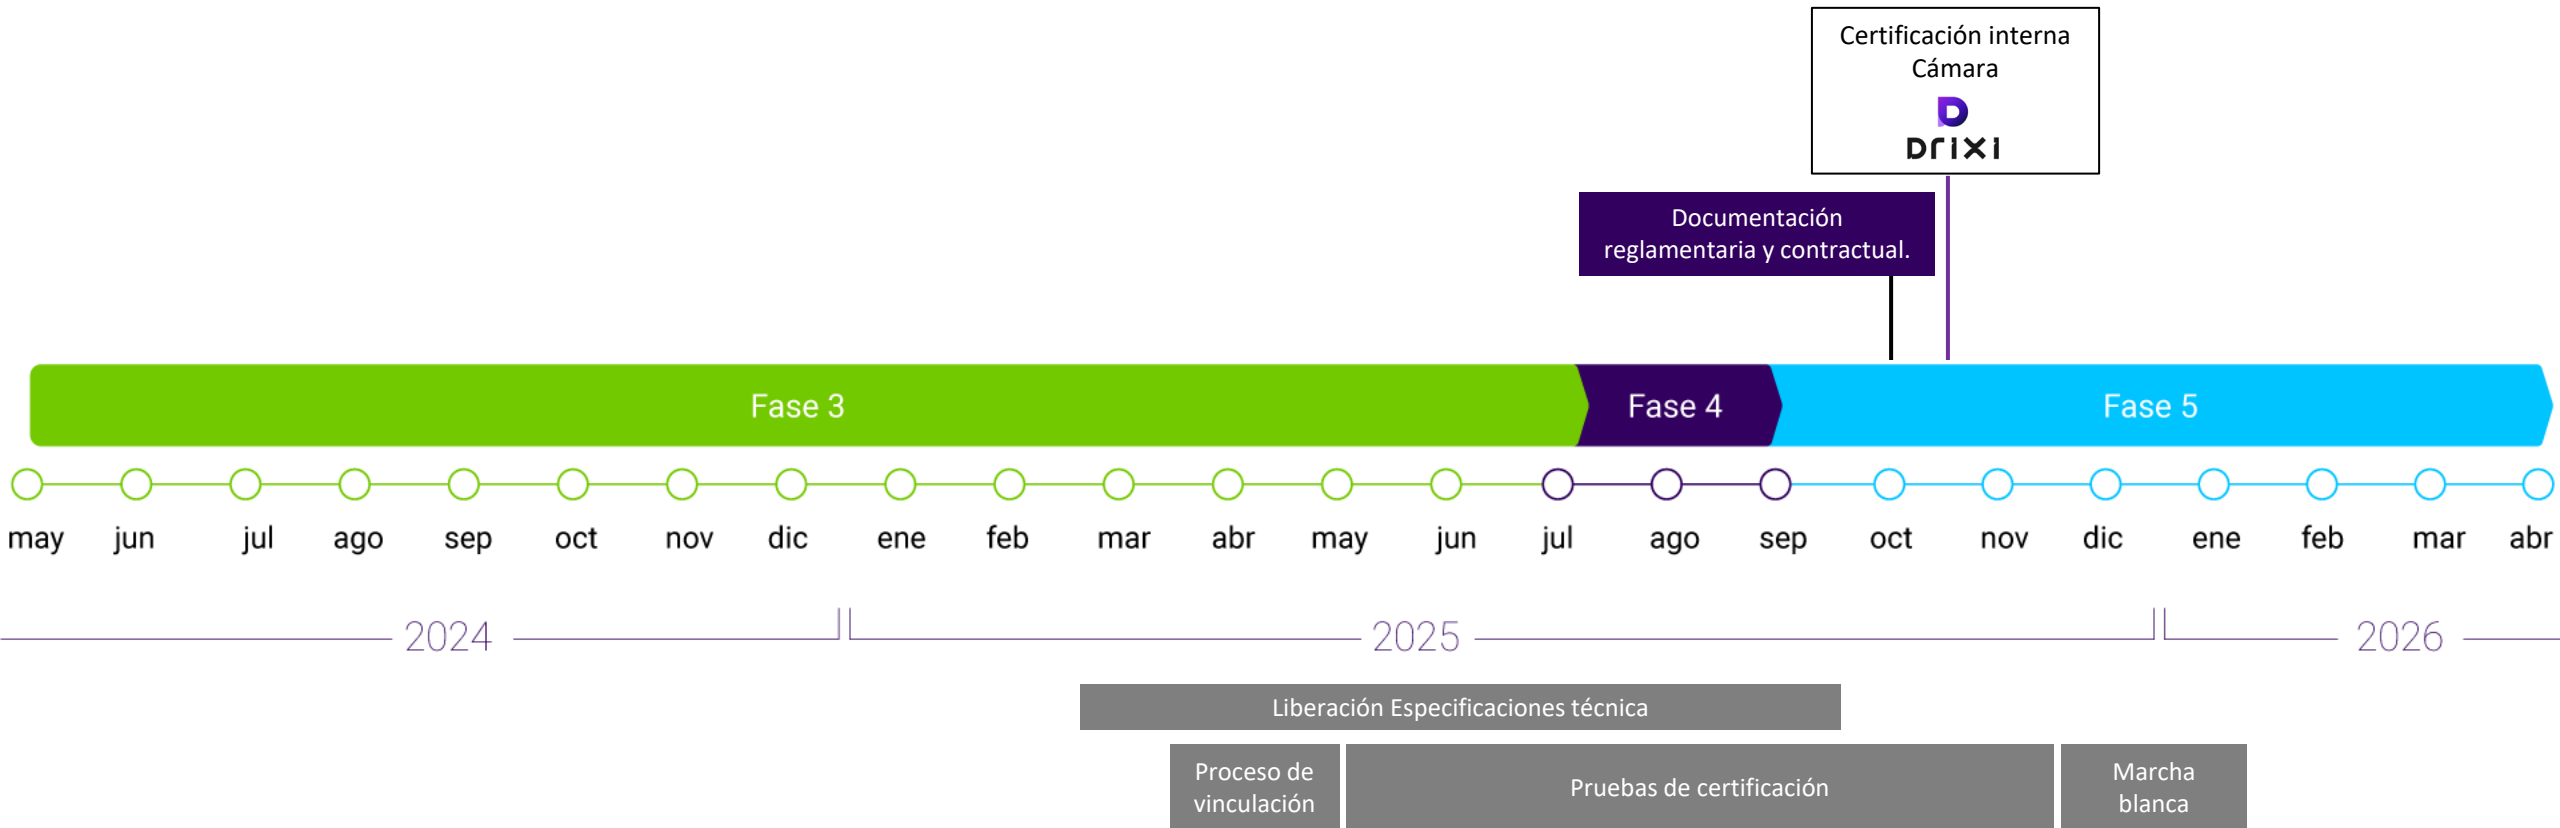 Certificación interna
Cámara
Drixi
Documentación
reglamentaria y contractual.
Fase 3
Fase 4
Fase 5
may jun jul ago sep oct nov dic ene feb mar abr may jun jul ago sep oct nov dic ene feb mar abr
2024
2025
2026
Liberación Especificaciones técnica
Proceso de
vinculación
Pruebas de certificación
Marcha
blanca